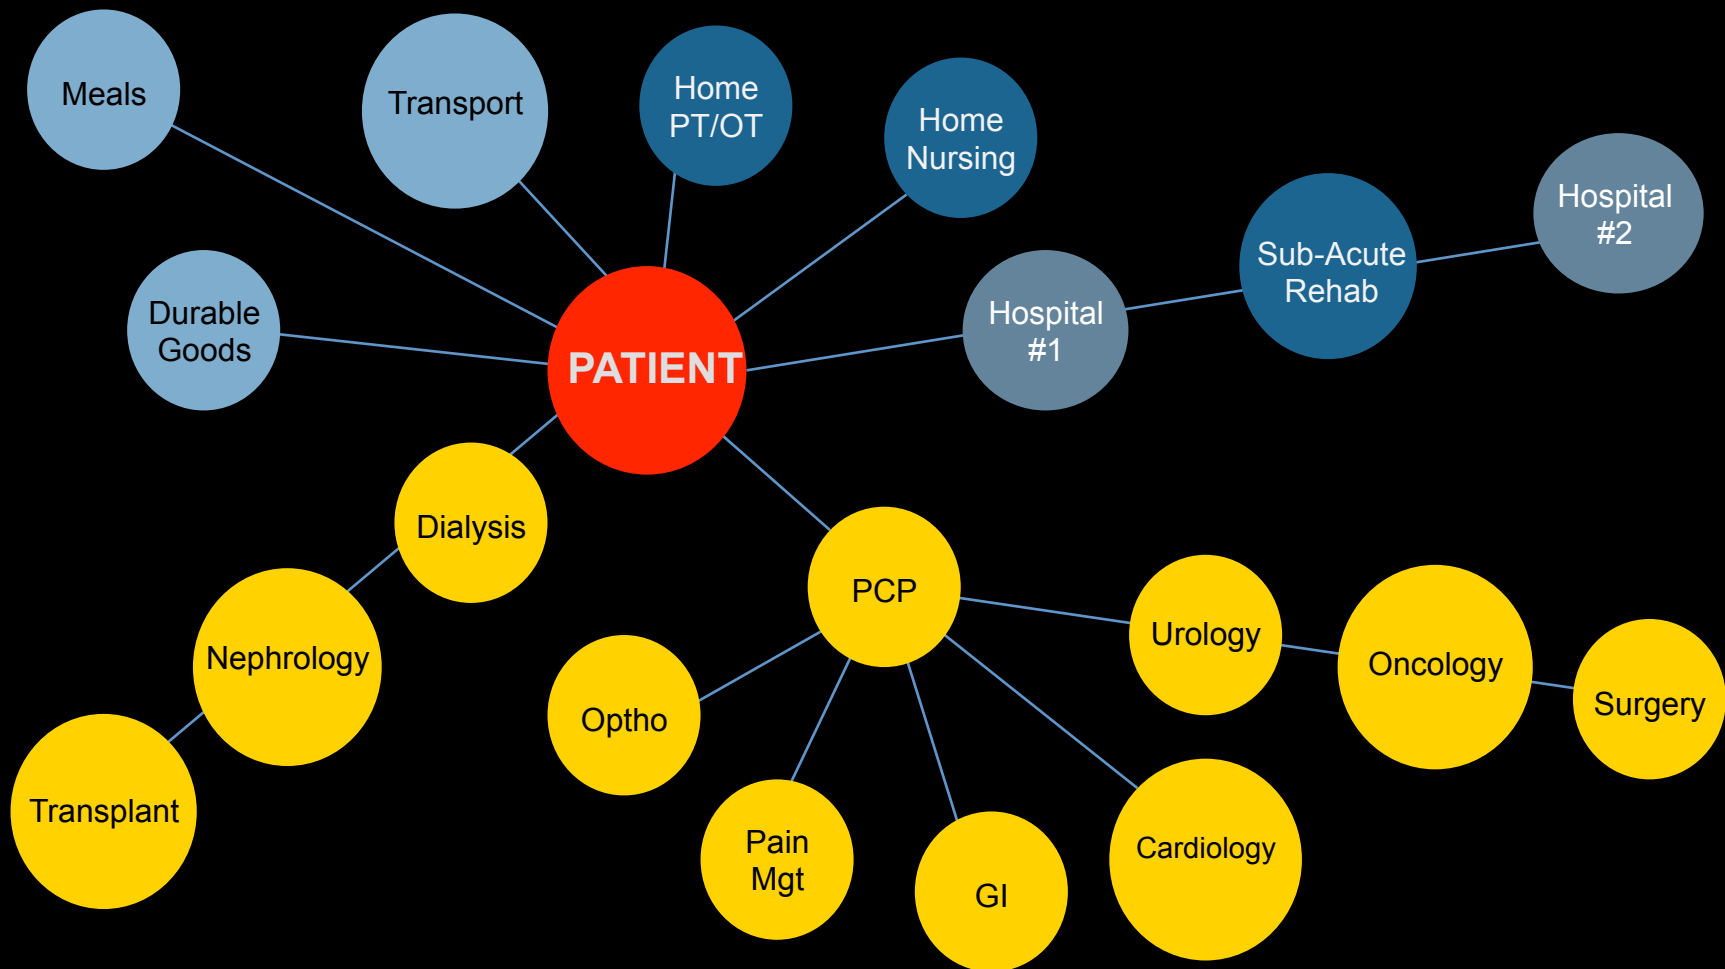 Meals
Transport
Home
PT/OT
Home
Nursing
Hospital
#2
Sub-Acute
Rehab
Durable
Goods
Hospital
#1
PATIENT
Dialysis
PCP
Urology
Nephrology
Oncology
Surgery
Optho
Transplant
Pain
Mgt
Cardiology
GI